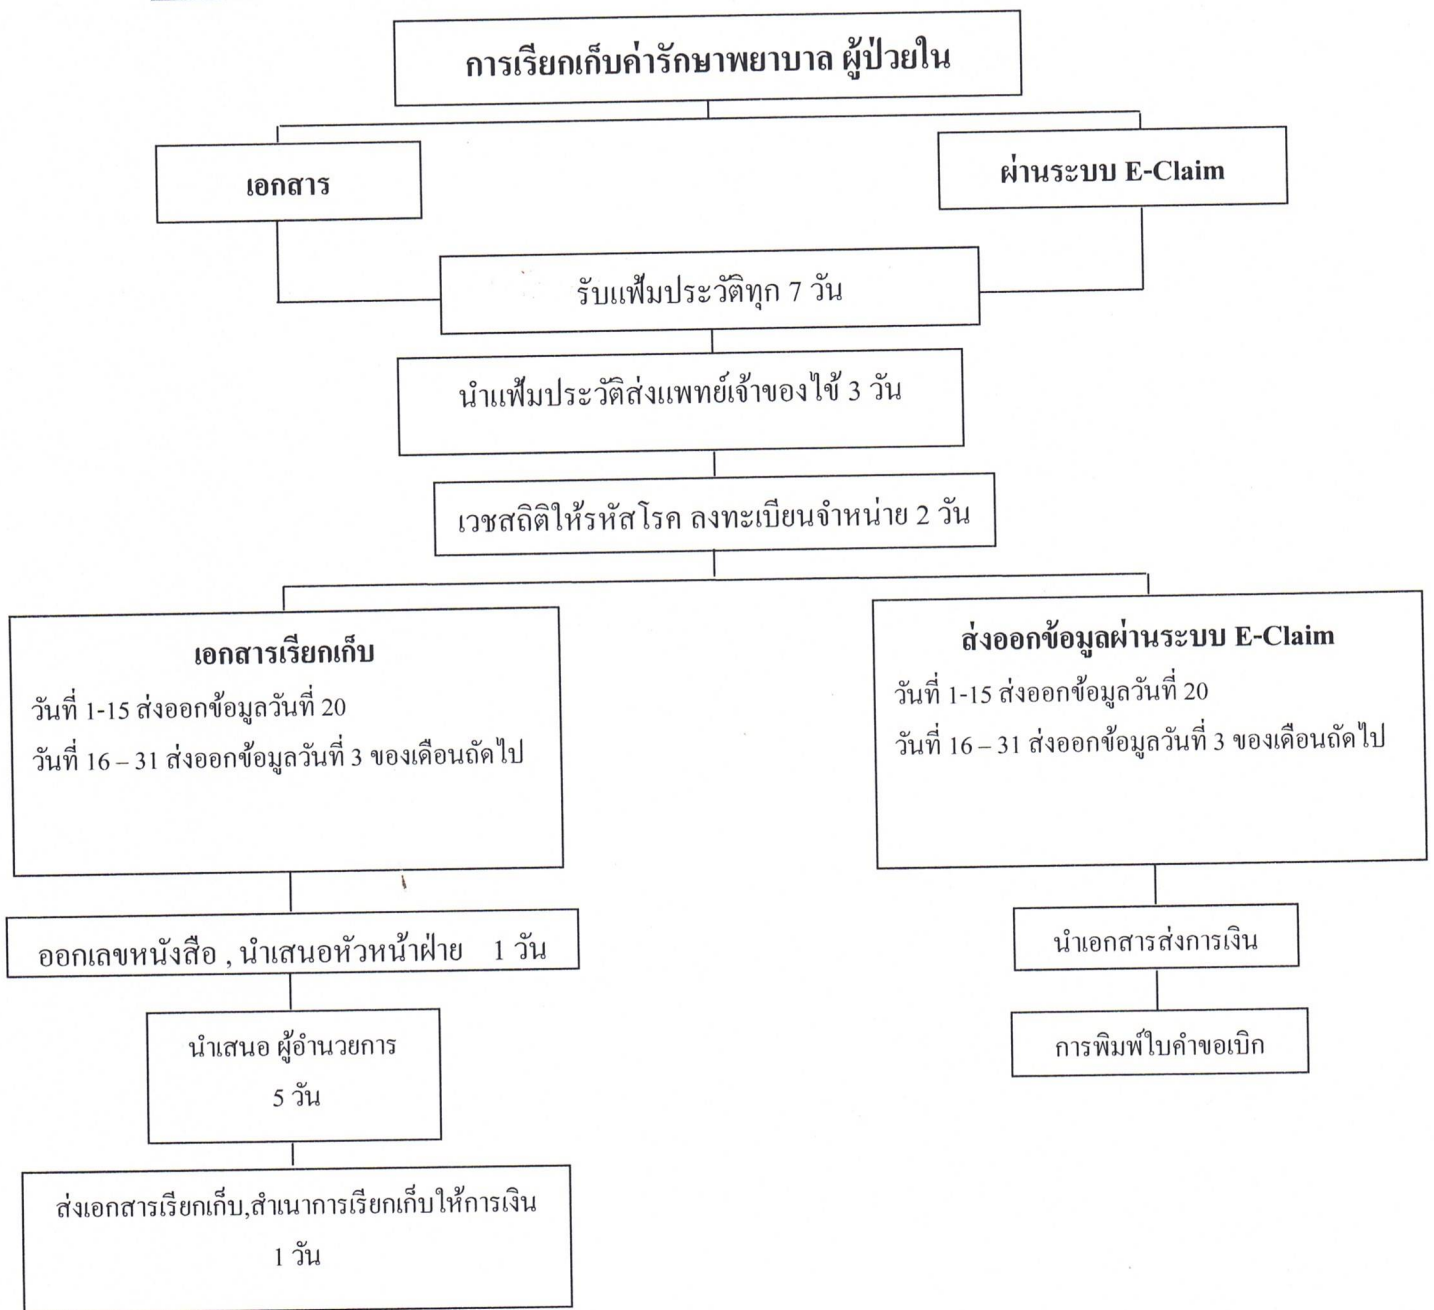 การเรียกเก็บค่ารักษาพยาบาล ผู้ป่วยใน
เอกสาร
ผ่านระบบ E-Claim
รับแฟ้มประวัติทุก 7 วัน
นำแฟ้มประวัติส่งแพทย์เจ้าของไข้ 3 วัน
เวชสถิติให้รหัสโรค ลงทะเบียนจำหน่าย 2 วัน
เอกสารเรียกเก็บ
วันที่ 1-15 ส่งออกข้อมูลวันที่ 20
วันที่ 16 – 31 ส่งออกข้อมูลวันที่ 3 ของเดือนถัดไป
ส่งออกข้อมูลผ่านระบบ E-Claim
วันที่ 1-15 ส่งออกข้อมูลวันที่ 20
วันที่ 16 – 31 ส่งออกข้อมูลวันที่ 3 ของเดือนถัดไป
ออกเลขหนังสือ , นำเสนอหัวหน้าฝ่าย 1 วัน
นำเสนอ ผู้อำนวยการ
5 วัน
ส่งเอกสารเรียกเก็บ,สำเนาการเรียกเก็บให้การเงิน
1 วัน
นำเอกสารส่งการเงิน
การพิมพ์ใบคำขอเบิก